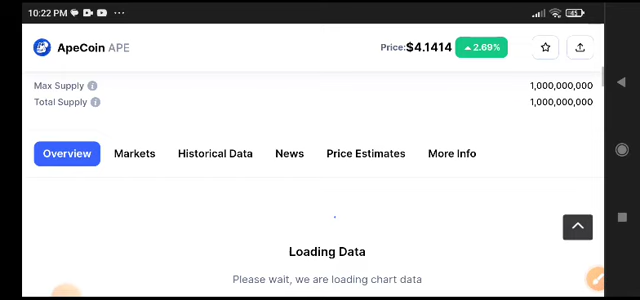 10:22 PM
ApeCoin APE Price:$4.1414 2.69%
Max Supply 1,000,000,000
Total Supply 1,000,000,000
Overview Markets Historical Data News Price Estimates More Info
Loading Data
Please wait, we are loading chart data